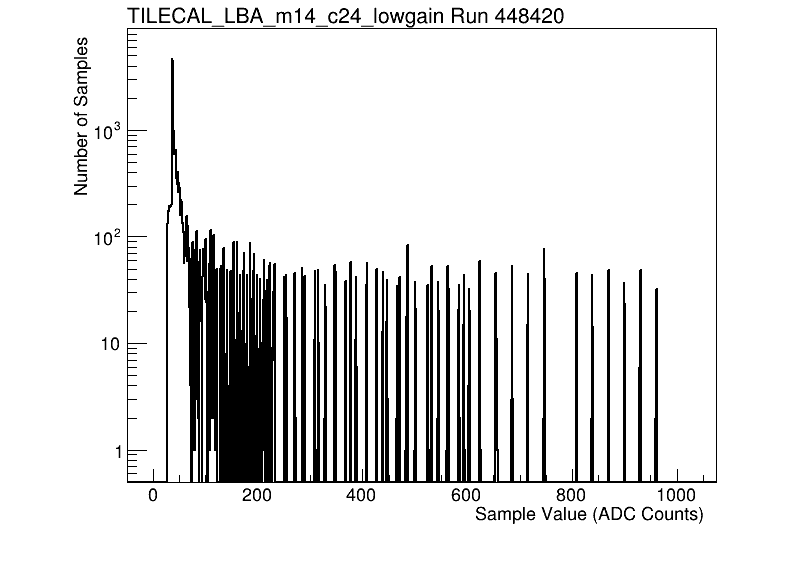 TILECAL_LBA_m14_c24_lowgain Run 448420
Number of Samples
10³
10²
10
1
0 200 400 600 800 1000
Sample Value (ADC Counts)